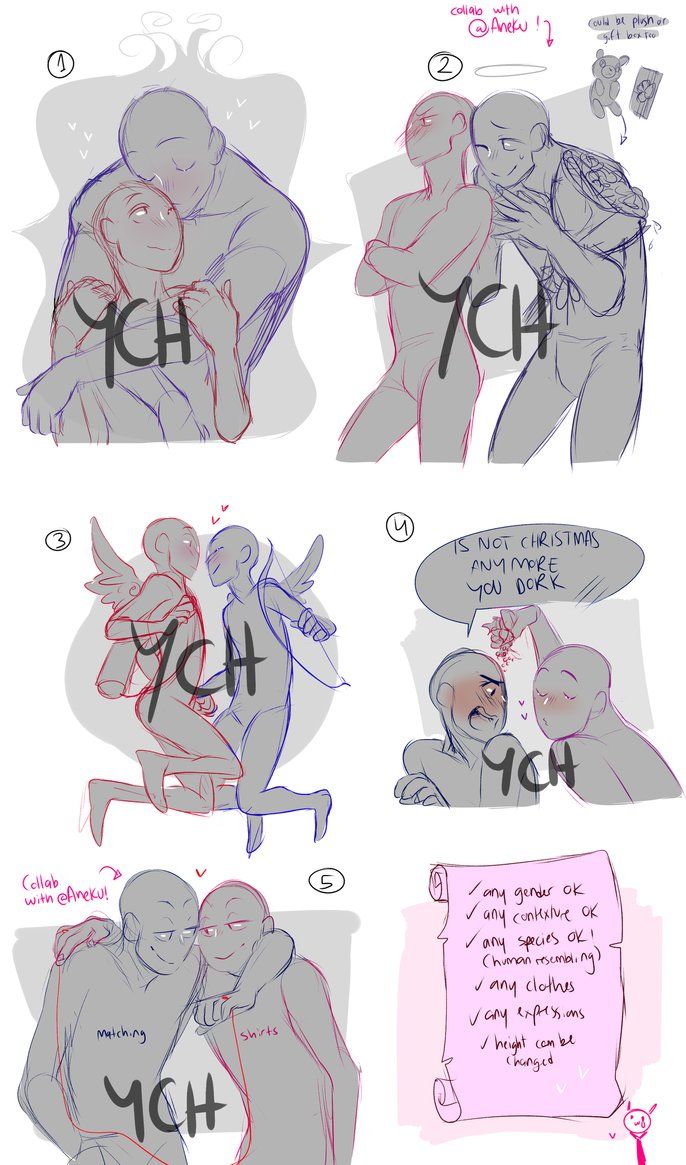 1
YCH
collab with
@Aneku!
2
could be plush or
gift box too
YCH
3
YCH
4
IS NOT CHRISTMAS
ANY MORE
YOU DORK
YCH
Collab
with @Aneku!
5
matching
shirts
YCH
✓ any gender ok
✓ any contexture ok
✓ any species ok!
(human resembling)
✓ any clothes
✓ any expressions
✓ height can be
changed